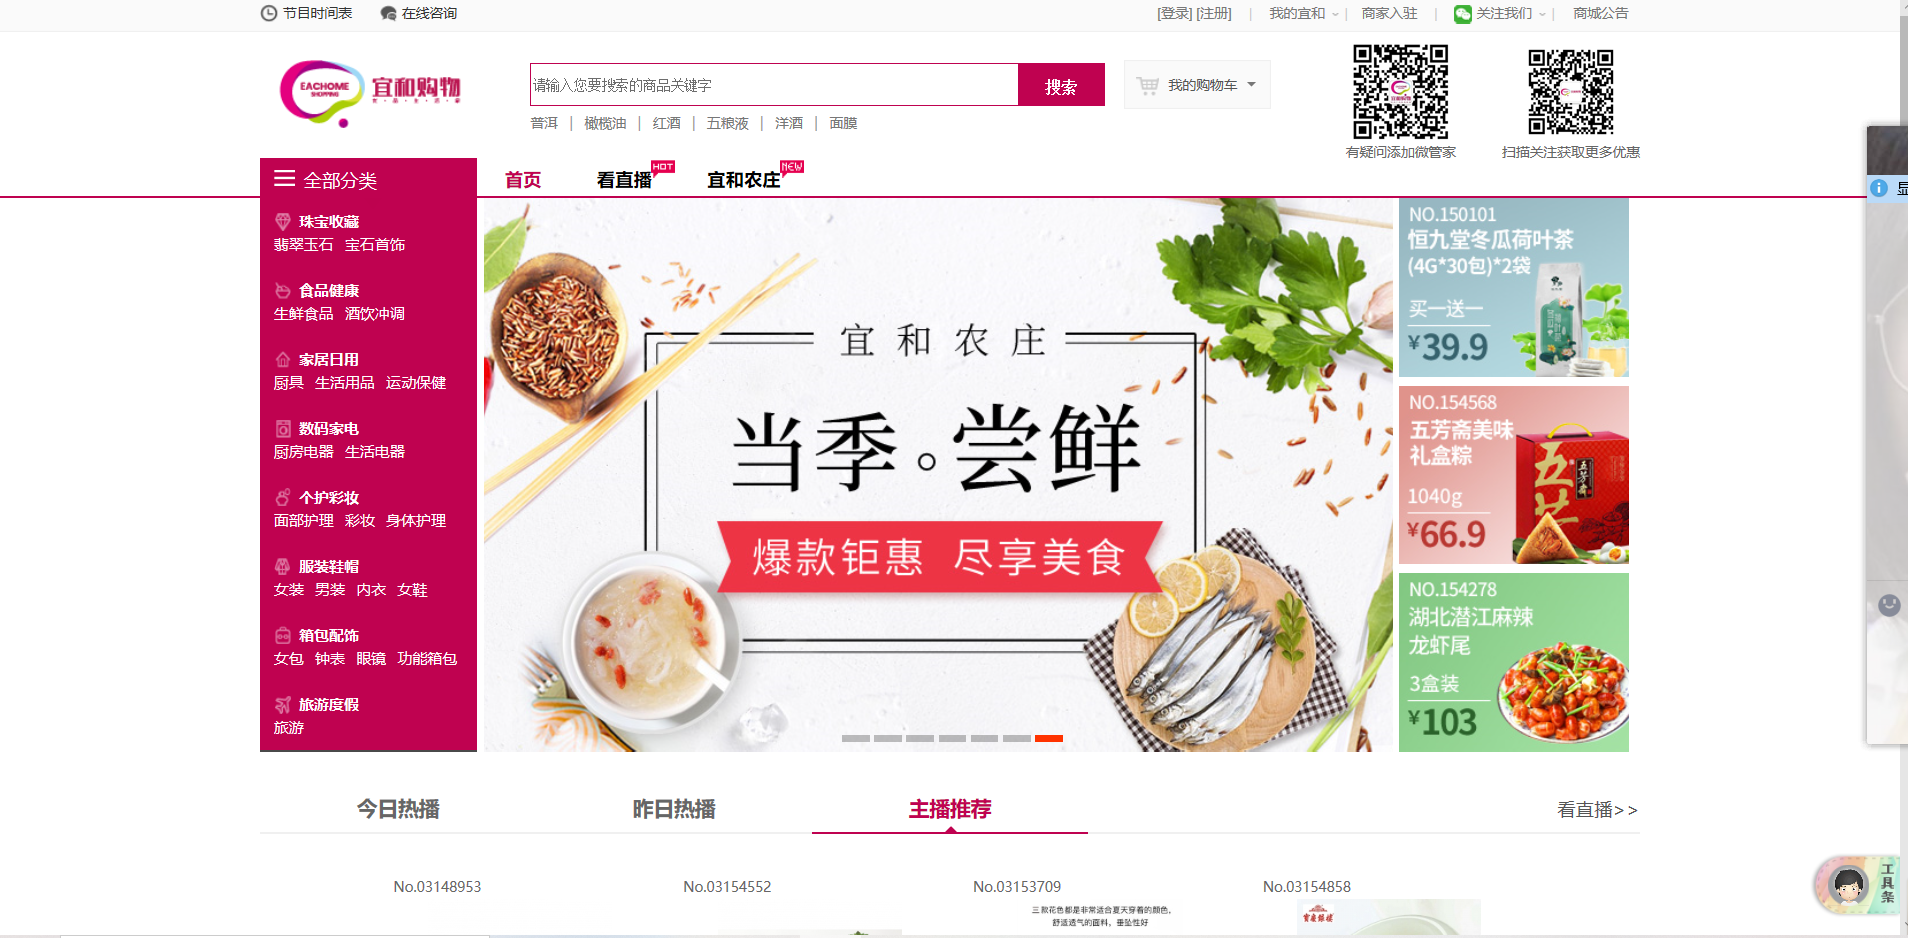 节目时间表 在线咨询 [登录] [注册] | 我的宜和 | 商家入驻 | 关注我们 | 商城公告
EACHOME
SHOPPING
宜和购物
请输入您要搜索的商品关键字 搜索 我的购物车
普洱 | 橄榄油 | 红酒 | 五粮液 | 洋酒 | 面膜
有疑问添加微管家 扫描关注获取更多优惠
全部分类 首页 看直播 HOT 宜和农庄 NEW
珠宝收藏
翡翠玉石 宝石首饰
食品健康
生鲜食品 酒饮冲调
家居日用
厨具 生活用品 运动保健
数码家电
厨房电器 生活电器
个护彩妆
面部护理 彩妆 身体护理
服装鞋帽
女装 男装 内衣 女鞋
箱包配饰
女包 钟表 眼镜 功能箱包
旅游度假
旅游
宜和农庄
当季。尝鲜
爆款钜惠 尽享美食
NO.150101
恒九堂冬瓜荷叶茶
(4G*30包)*2袋
买一送一
¥39.9
NO.154568
五芳斋美味
礼盒粽
1040g
¥66.9
五芳斋
NO.154278
湖北潜江麻辣
龙虾尾
3盒装
¥103
显
工具条
今日热播 昨日热播 主播推荐 看直播>>
No.03148953 No.03154552 No.03153709 No.03154858
三款花色都是非常适合夏天穿着的颜色，
舒适透气的面料，垂坠性好